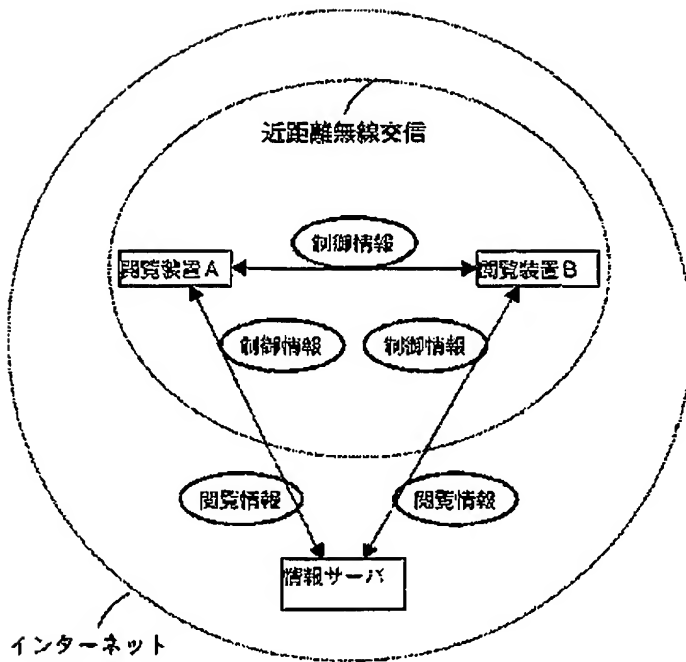 近距離無線交信
制御情報
閲覧装置A
閲覧装置B
制御情報
制御情報
閲覧情報
閲覧情報
情報サーバ
インターネット